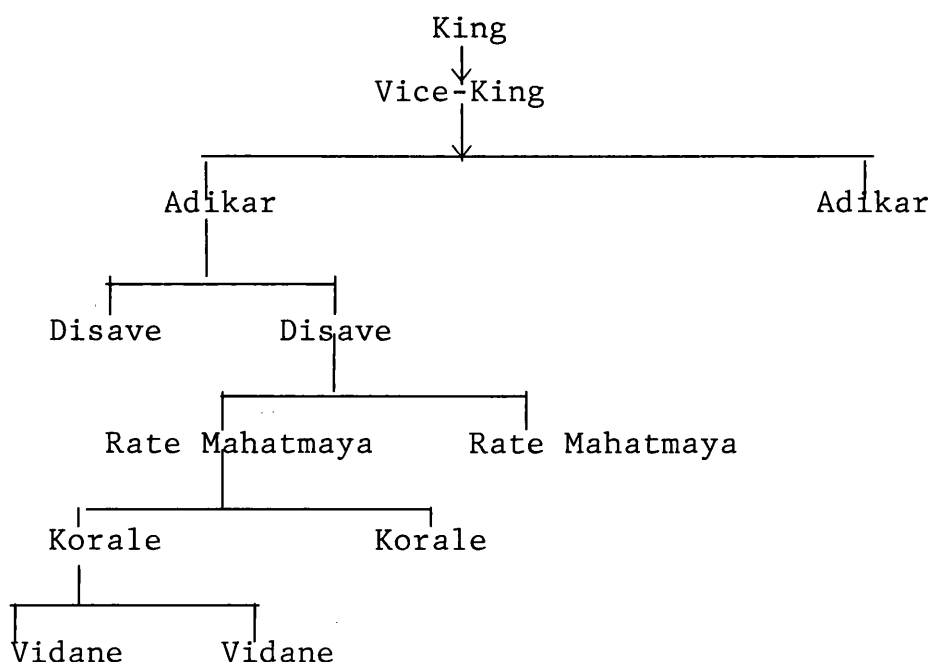 King
Vice-King
Adikar Adikar
Disave Disave
Rate Mahatmaya Rate Mahatmaya
Korale Korale
Vidane Vidane